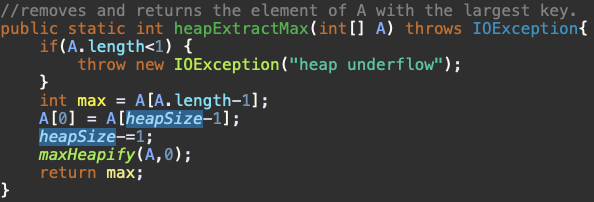 //removes and returns the element of A with the largest key.
public static int heapExtractMax(int[] A) throws IOException{
    if(A.length<1) {
        throw new IOException("heap underflow");
    }
    int max = A[A.length-1];
    A[0] = A[heapSize-1];
    heapSize-=1;
    maxHeapify(A,0);
    return max;
}